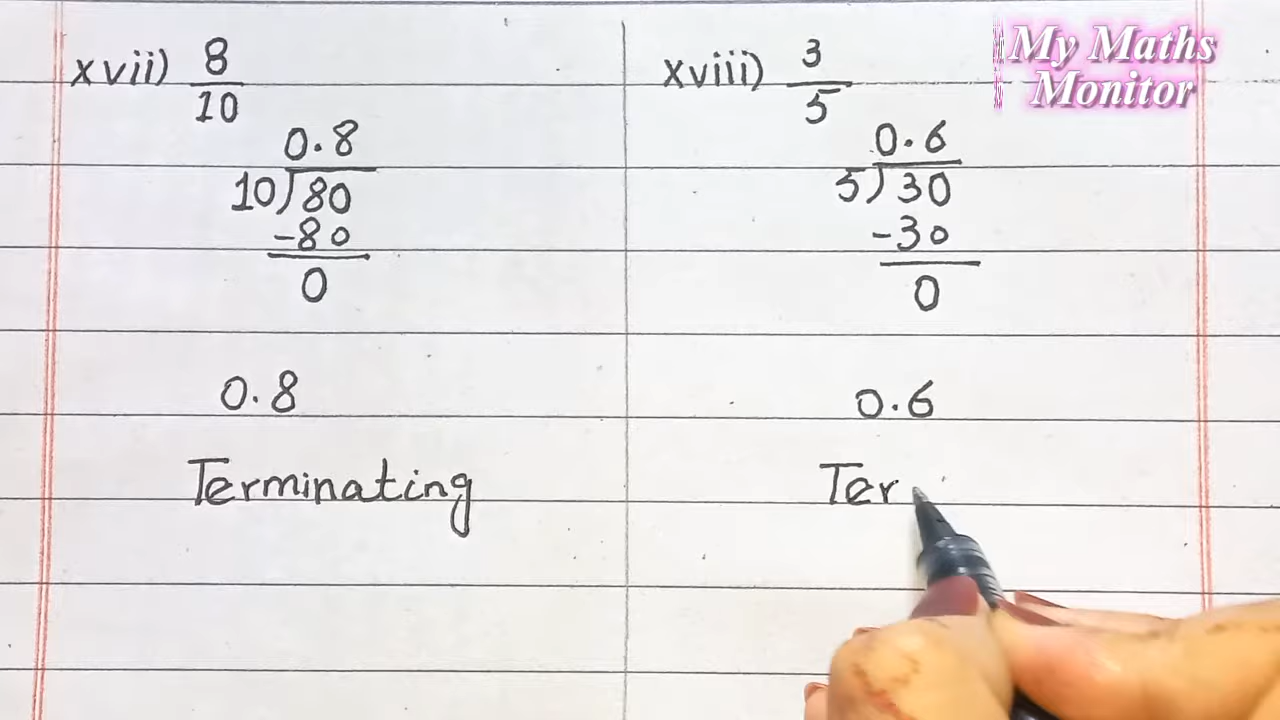 xvii) 8
10
0.8
10)80
-80
0
0.8
Terminating
xviii) 3
5
0.6
5)30
-30
0
0.6
Ter
My Maths
Monitor